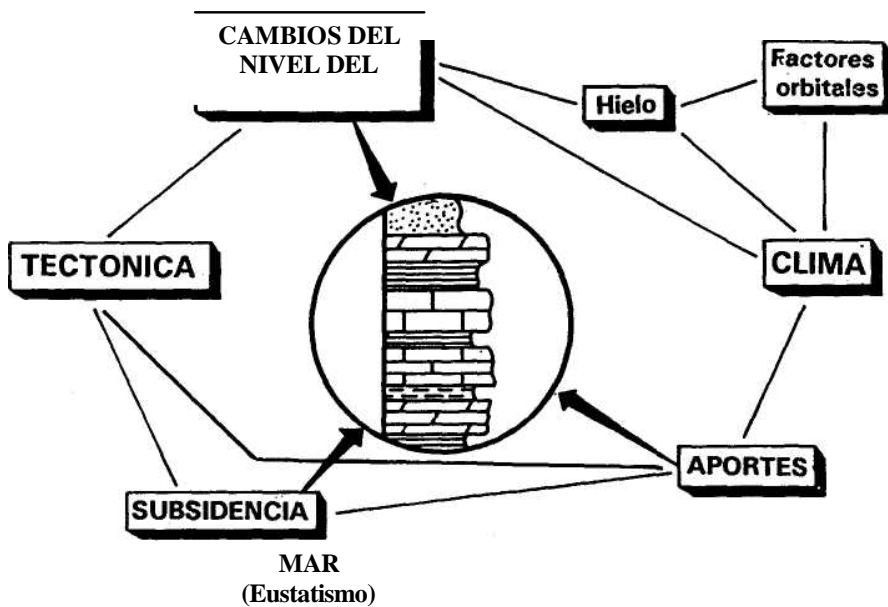 CAMBIOS DEL
NIVEL DEL
Factores
orbitales
Hielo
TECTONICA
CLIMA
APORTES
SUBSIDENCIA
MAR
(Eustatismo)